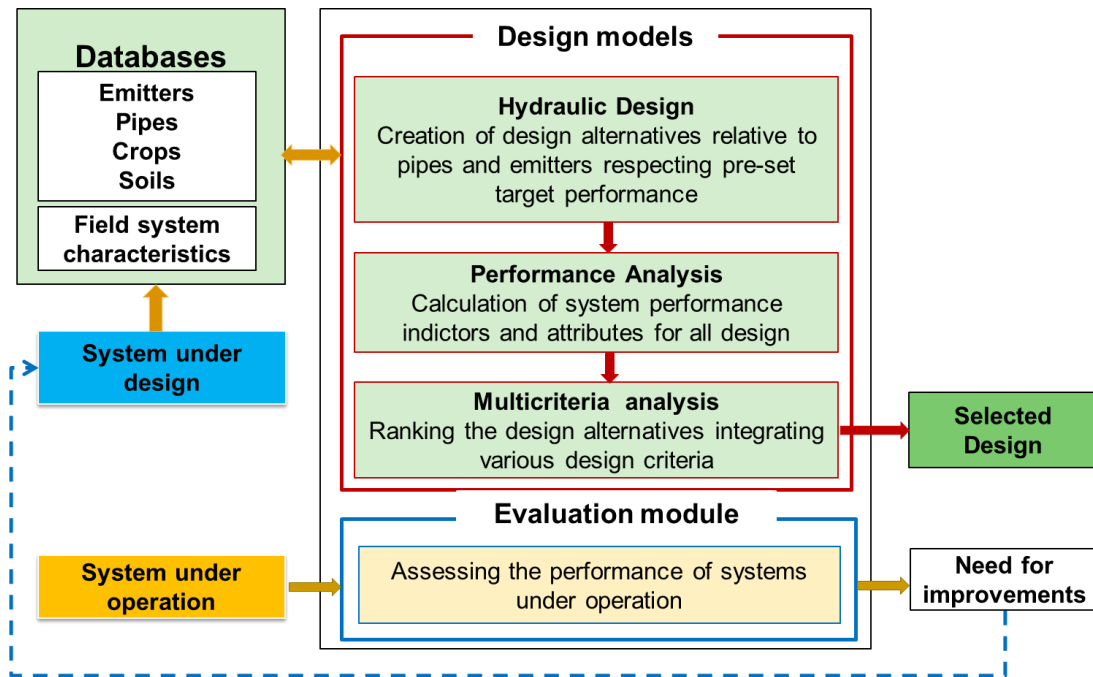 Databases
Emitters
Pipes
Crops
Soils
Field system
characteristics
System under
design
System under
operation
Design models
Hydraulic Design
Creation of design alternatives relative to
pipes and emitters respecting pre-set
target performance
Performance Analysis
Calculation of system performance
indictors and attributes for all design
Multicriteria analysis
Ranking the design alternatives integrating
various design criteria
Selected
Design
Evaluation module
Assessing the performance of systems
under operation
Need for
improvements